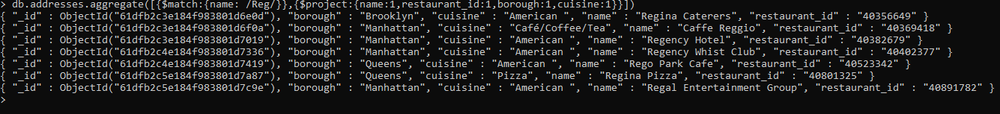 > db.addresses.aggregate([{$match:{name: /Reg/}},{$project:{name:1,restaurant_id:1,borough:1,cuisine:1}}])
{ "_id" : ObjectId("61dfb2c3e184f983801d6e0d"), "borough" : "Brooklyn", "cuisine" : "American ", "name" : "Regina Caterers", "restaurant_id" : "40356649" }
{ "_id" : ObjectId("61dfb2c3e184f983801d6f0a"), "borough" : "Manhattan", "cuisine" : "Café/Coffee/Tea", "name" : "Caffe Reggio", "restaurant_id" : "40369418" }
{ "_id" : ObjectId("61dfb2c3e184f983801d7019"), "borough" : "Manhattan", "cuisine" : "American ", "name" : "Regency Hotel", "restaurant_id" : "40382679" }
{ "_id" : ObjectId("61dfb2c4e184f983801d7336"), "borough" : "Manhattan", "cuisine" : "American ", "name" : "Regency Whist Club", "restaurant_id" : "40402377" }
{ "_id" : ObjectId("61dfb2c4e184f983801d7419"), "borough" : "Queens", "cuisine" : "American ", "name" : "Rego Park Cafe", "restaurant_id" : "40523342" }
{ "_id" : ObjectId("61dfb2c5e184f983801d7a87"), "borough" : "Queens", "cuisine" : "Pizza", "name" : "Regina Pizza", "restaurant_id" : "40801325" }
{ "_id" : ObjectId("61dfb2c5e184f983801d7c9e"), "borough" : "Manhattan", "cuisine" : "American ", "name" : "Regal Entertainment Group", "restaurant_id" : "40891782" }
>